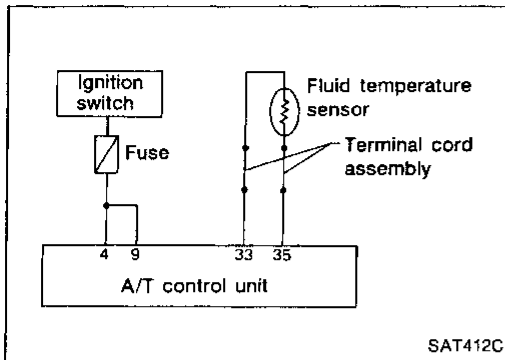 Ignition
switch
Fuse
Fluid temperature
sensor
Terminal cord
assembly
4 9 33 35
A/T control unit
SAT412C